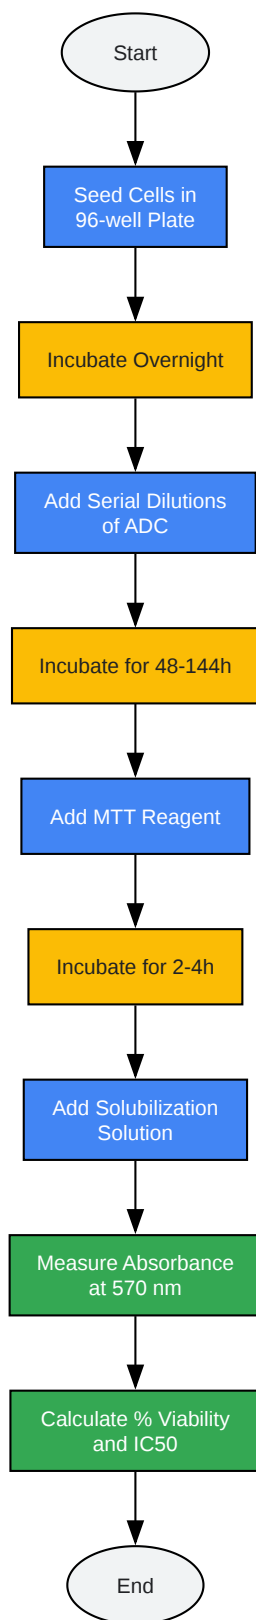 Start
Seed Cells in
96-well Plate
Incubate Overnight
Add Serial Dilutions
of ADC
Incubate for 48-144h
Add MTT Reagent
Incubate for 2-4h
Add Solubilization
Solution
Measure Absorbance
at 570 nm
Calculate % Viability
and IC50
End